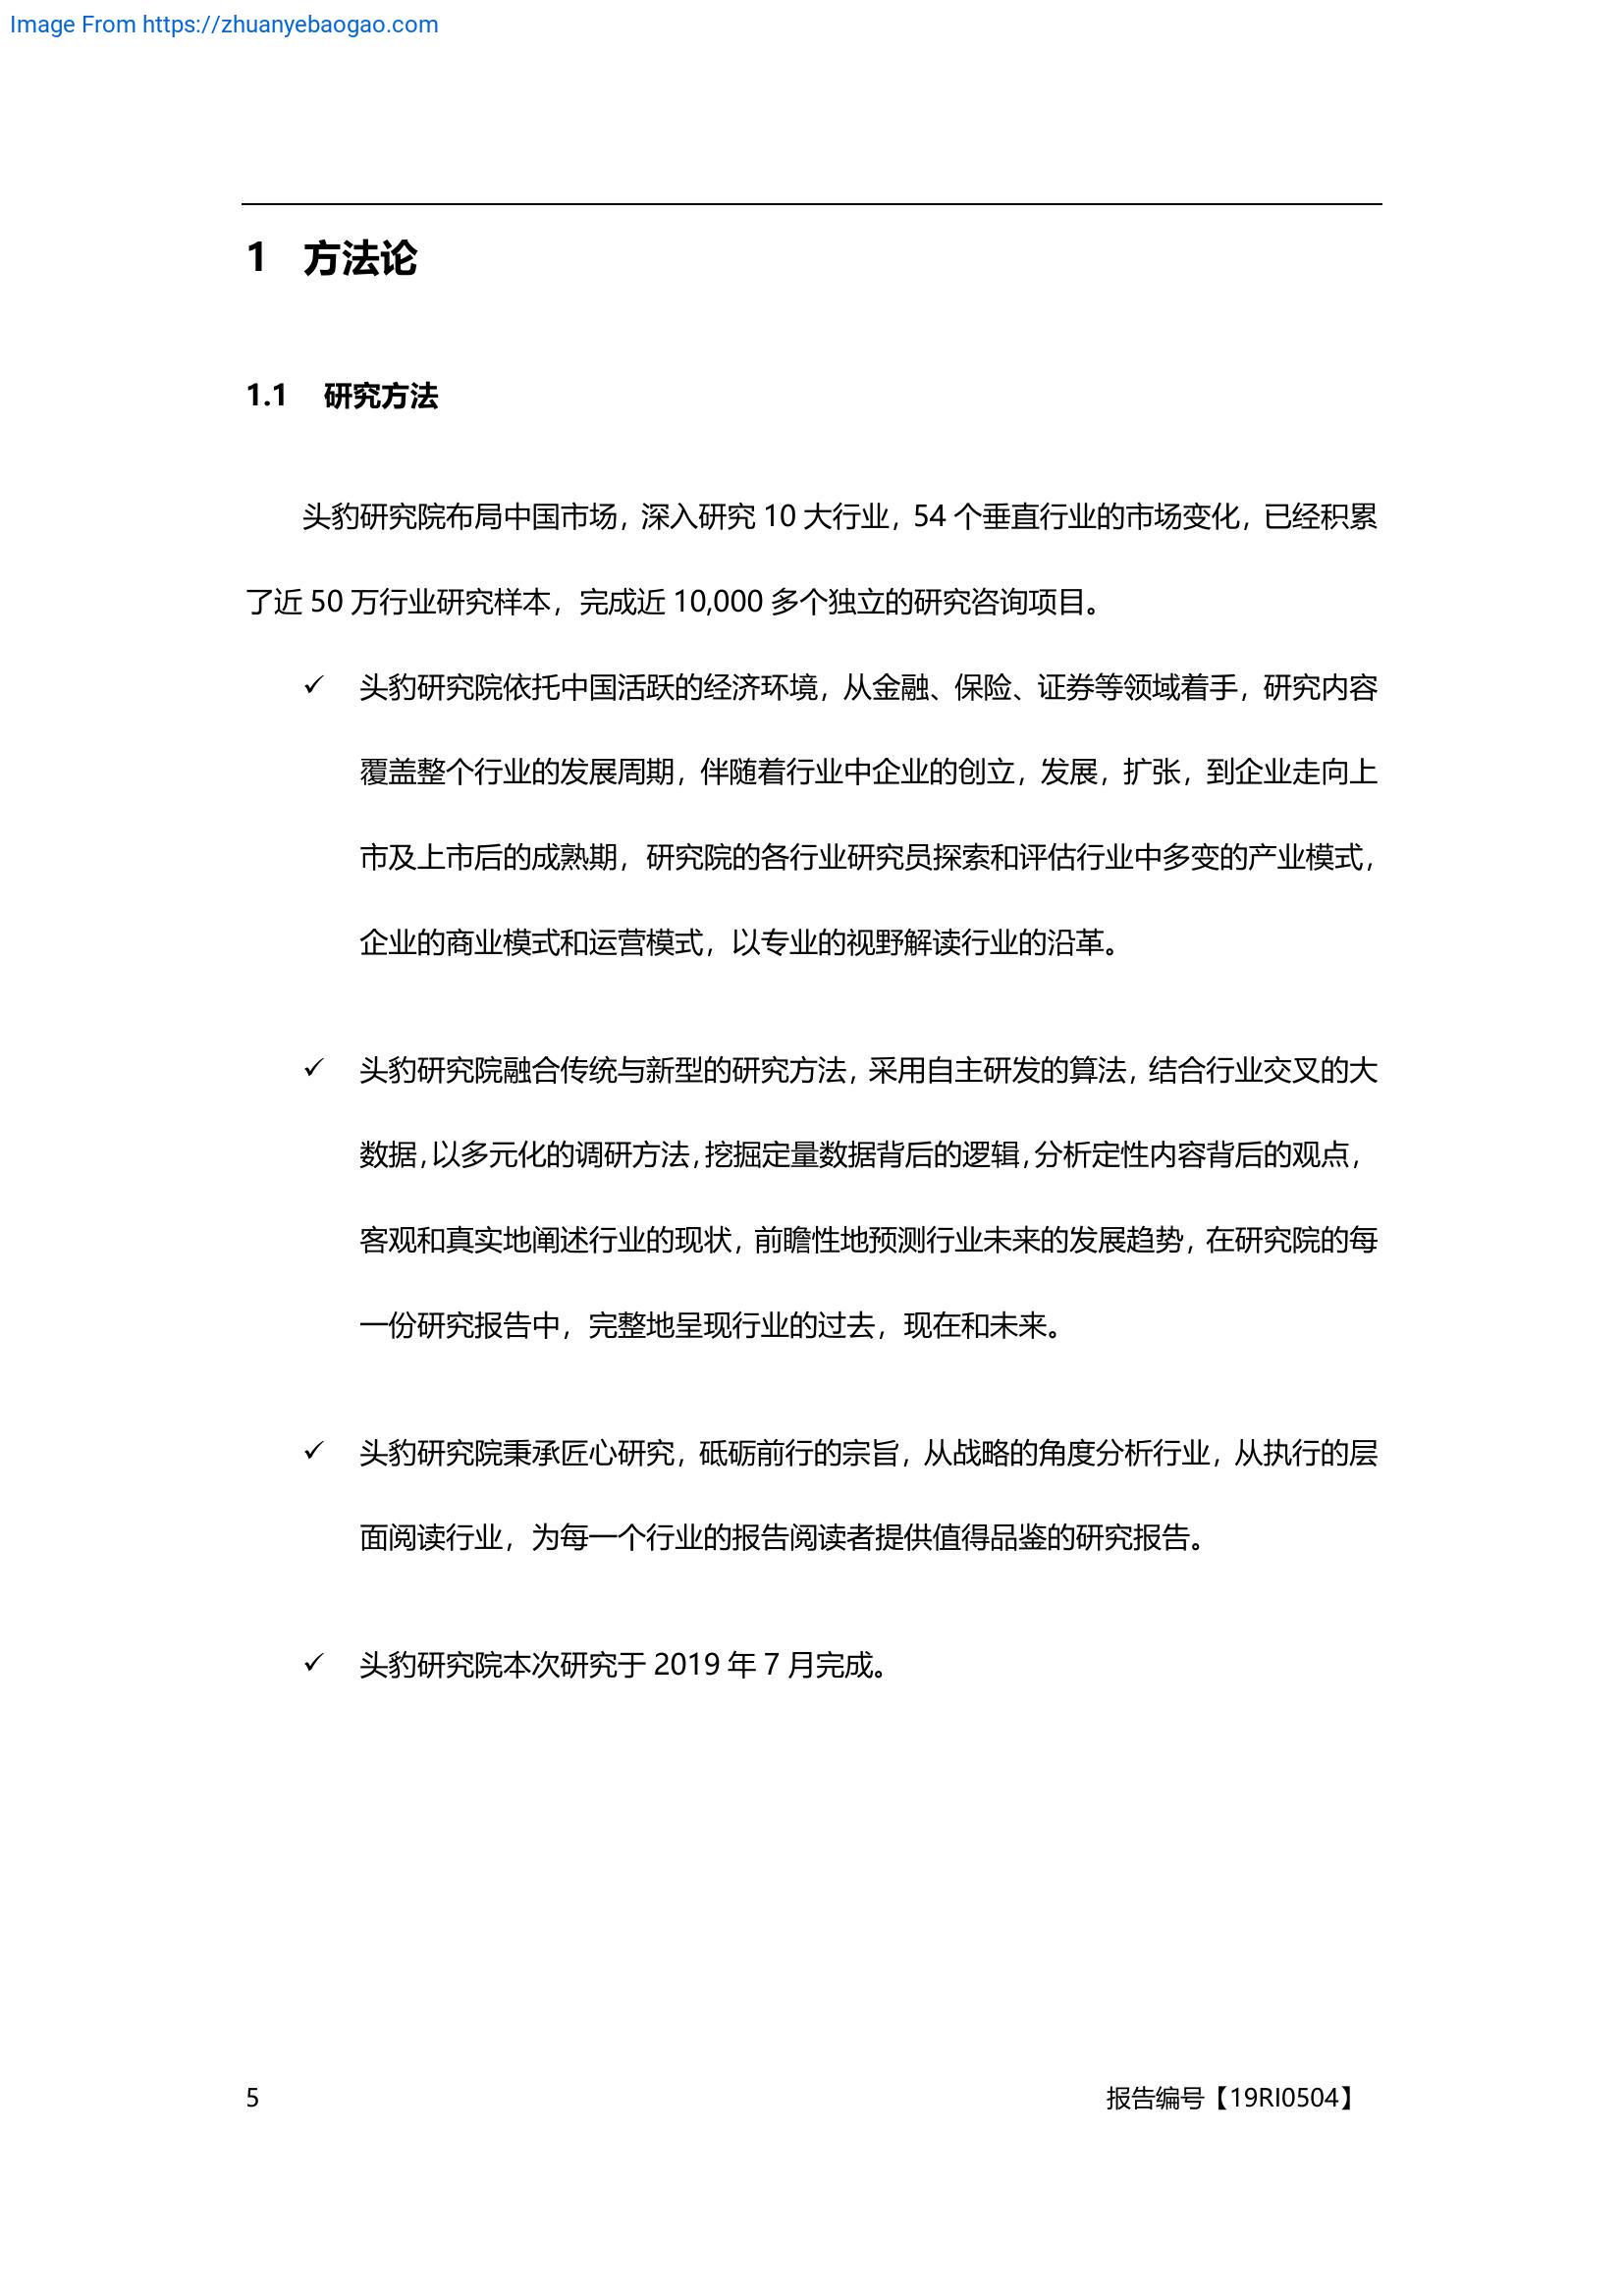 Image From https://zhuanyebaogao.com
1 方法论
1.1 研究方法
头豹研究院布局中国市场，深入研究 10 大行业，54 个垂直行业的市场变化，已经积累
了近 50 万行业研究样本，完成近 10,000 多个独立的研究咨询项目。
✓ 头豹研究院依托中国活跃的经济环境，从金融、保险、证券等领域着手，研究内容
覆盖整个行业的发展周期，伴随着行业中企业的创立，发展，扩张，到企业走向上
市及上市后的成熟期，研究院的各行业研究员探索和评估行业中多变的产业模式，
企业的商业模式和运营模式，以专业的视野解读行业的沿革。
✓ 头豹研究院融合传统与新型的研究方法，采用自主研发的算法，结合行业交叉的大
数据，以多元化的调研方法，挖掘定量数据背后的逻辑，分析定性内容背后的观点，
客观和真实地阐述行业的现状，前瞻性地预测行业未来的发展趋势，在研究院的每
一份研究报告中，完整地呈现行业的过去，现在和未来。
✓ 头豹研究院秉承匠心研究，砥砺前行的宗旨，从战略的角度分析行业，从执行的层
面阅读行业，为每一个行业的报告阅读者提供值得品鉴的研究报告。
✓ 头豹研究院本次研究于 2019 年 7 月完成。
5 报告编号【19RI0504】